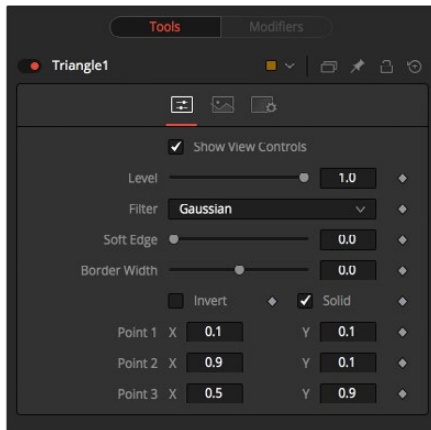 Tools Modifiers
Triangle1
Show View Controls
Level 1.0
Filter Gaussian
Soft Edge 0.0
Border Width 0.0
Invert Solid
Point 1 X 0.1 Y 0.1
Point 2 X 0.9 Y 0.1
Point 3 X 0.5 Y 0.9